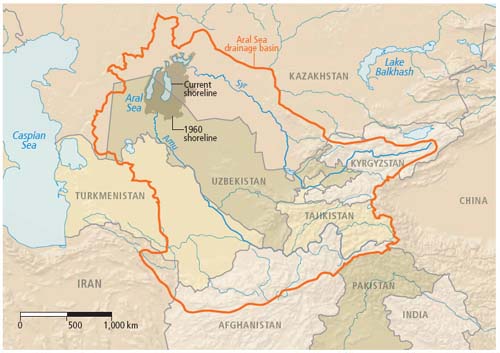 Aral Sea
drainage basin
KAZAKHSTAN
Lake
Balkhash
Current
shoreline
Syr
Aral
Sea
1960
shoreline
Caspian
Sea
Amu
KYRGYZSTAN
UZBEKISTAN
TURKMENISTAN
TAJIKISTAN
CHINA
IRAN
PAKISTAN
0 500 1,000 km
AFGHANISTAN
INDIA